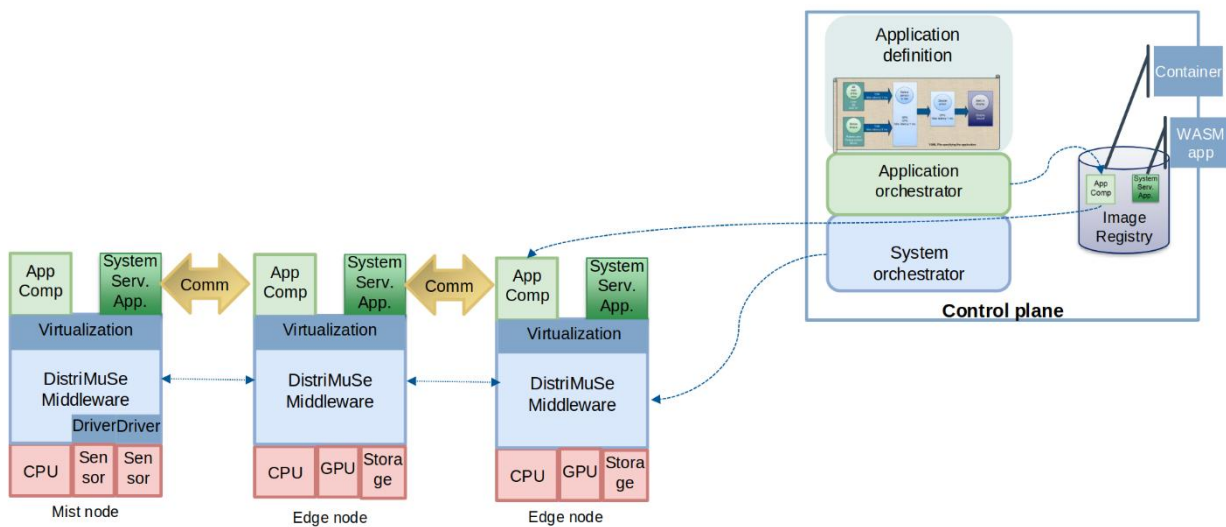 Application
definition
Application
orchestrator
System
orchestrator
Control plane
Container
WASM
app
App
Comp
System
Serv.
App.
Image
Registry
App
Comp
System
Serv.
App.
Comm
App
Comp
System
Serv.
App.
Comm
App
Comp
System
Serv.
App.
Virtualization
Virtualization
Virtualization
DistriMuSe
Middleware
DistriMuSe
Middleware
DistriMuSe
Middleware
Driver Driver
CPU
Sen
sor
Sen
sor
CPU
GPU
Stora
ge
CPU
GPU
Stora
ge
Mist node
Edge node
Edge node